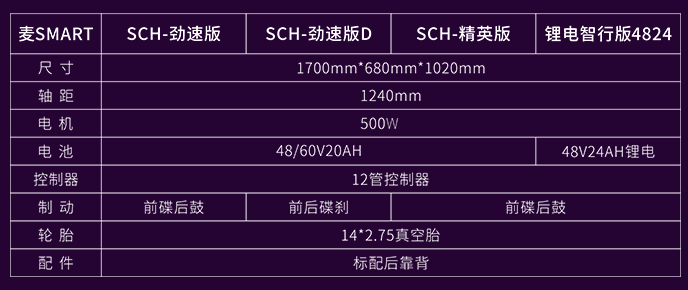 麦SMART SCH-劲速版 SCH-劲速版D SCH-精英版 锂电智行版4824
尺寸 1700mm*680mm*1020mm
轴距 1240mm
电机 500W
电池 48/60V20AH 48V24AH锂电
控制器 12管控制器
制动 前碟后鼓 前后碟刹 前碟后鼓
轮胎 14*2.75真空胎
配件 标配后靠背